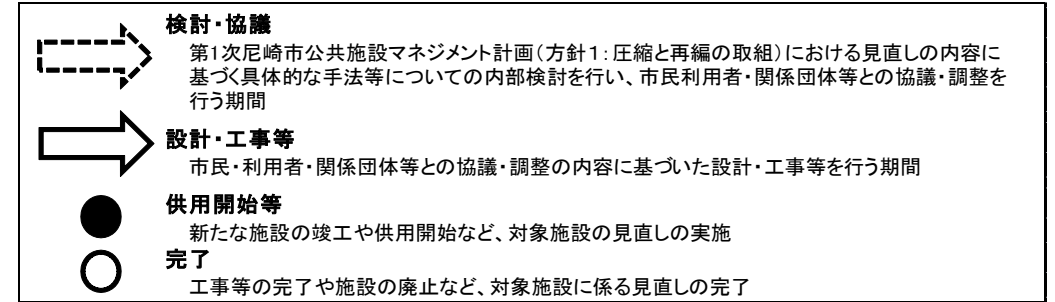 検討・協議
第1次尼崎市公共施設マネジメント計画(方針1:圧縮と再編の取組)における見直しの内容に
基づく具体的な手法等についての内部検討を行い、市民利用者・関係団体等との協議・調整を
行う期間
設計・工事等
市民・利用者・関係団体等との協議・調整の内容に基づいた設計・工事等を行う期間
供用開始等
新たな施設の竣工や供用開始など、対象施設の見直しの実施
完了
工事等の完了や施設の廃止など、対象施設に係る見直しの完了